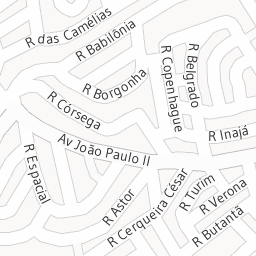 R das Camélias
R Babilônia
R Borgonha
R Copenhague
R Belgrado
R Córsega
Av João Paulo II
R Inajá
R Espacial
R Astor
R Cerqueira César
R Turim
R Verona
R Butantã